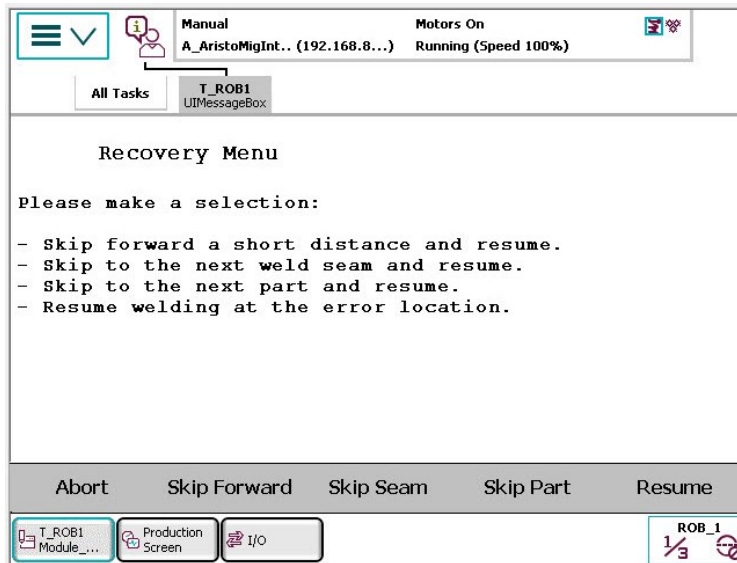 Manual
Motors On
A_AristoMigInt.. (192.168.8...)
Running (Speed 100%)
All Tasks
T_ROB1
UIMessageBox
Recovery Menu
Please make a selection:
- Skip forward a short distance and resume.
- Skip to the next weld seam and resume.
- Skip to the next part and resume.
- Resume welding at the error location.
Abort
Skip Forward
Skip Seam
Skip Part
Resume
T_ROB1
Module_...
Production
Screen
I/O
ROB_1
1/3